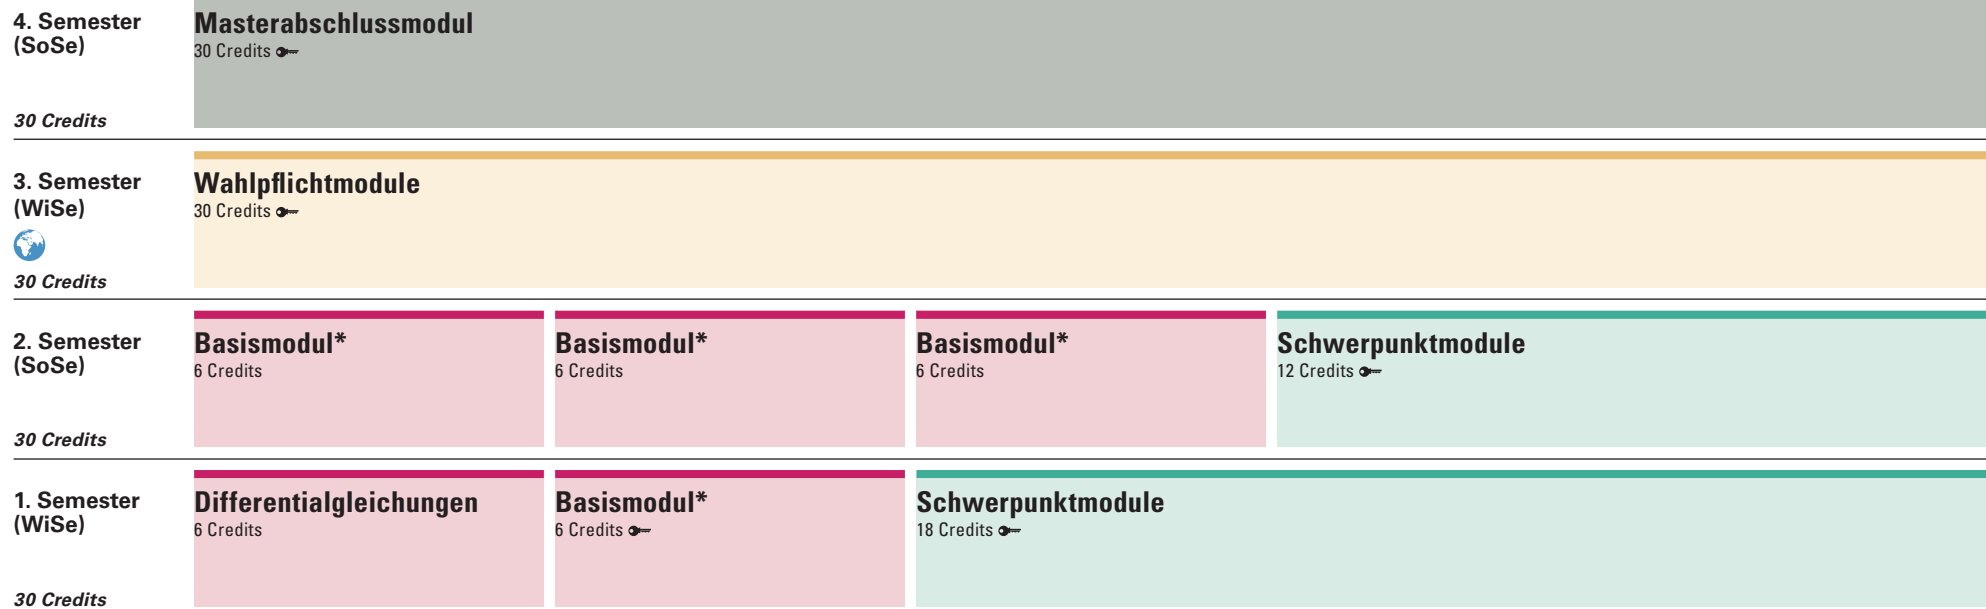 4. Semester
(SoSe)
30 Credits
Masterabschlussmodul
30 Credits
3. Semester
(WiSe)
30 Credits
Wahlpflichtmodule
30 Credits
2. Semester
(SoSe)
30 Credits
Basismodul*
6 Credits
Basismodul*
6 Credits
Basismodul*
6 Credits
Schwerpunktmodule
12 Credits
1. Semester
(WiSe)
30 Credits
Differentialgleichungen
6 Credits
Basismodul*
6 Credits
Schwerpunktmodule
18 Credits